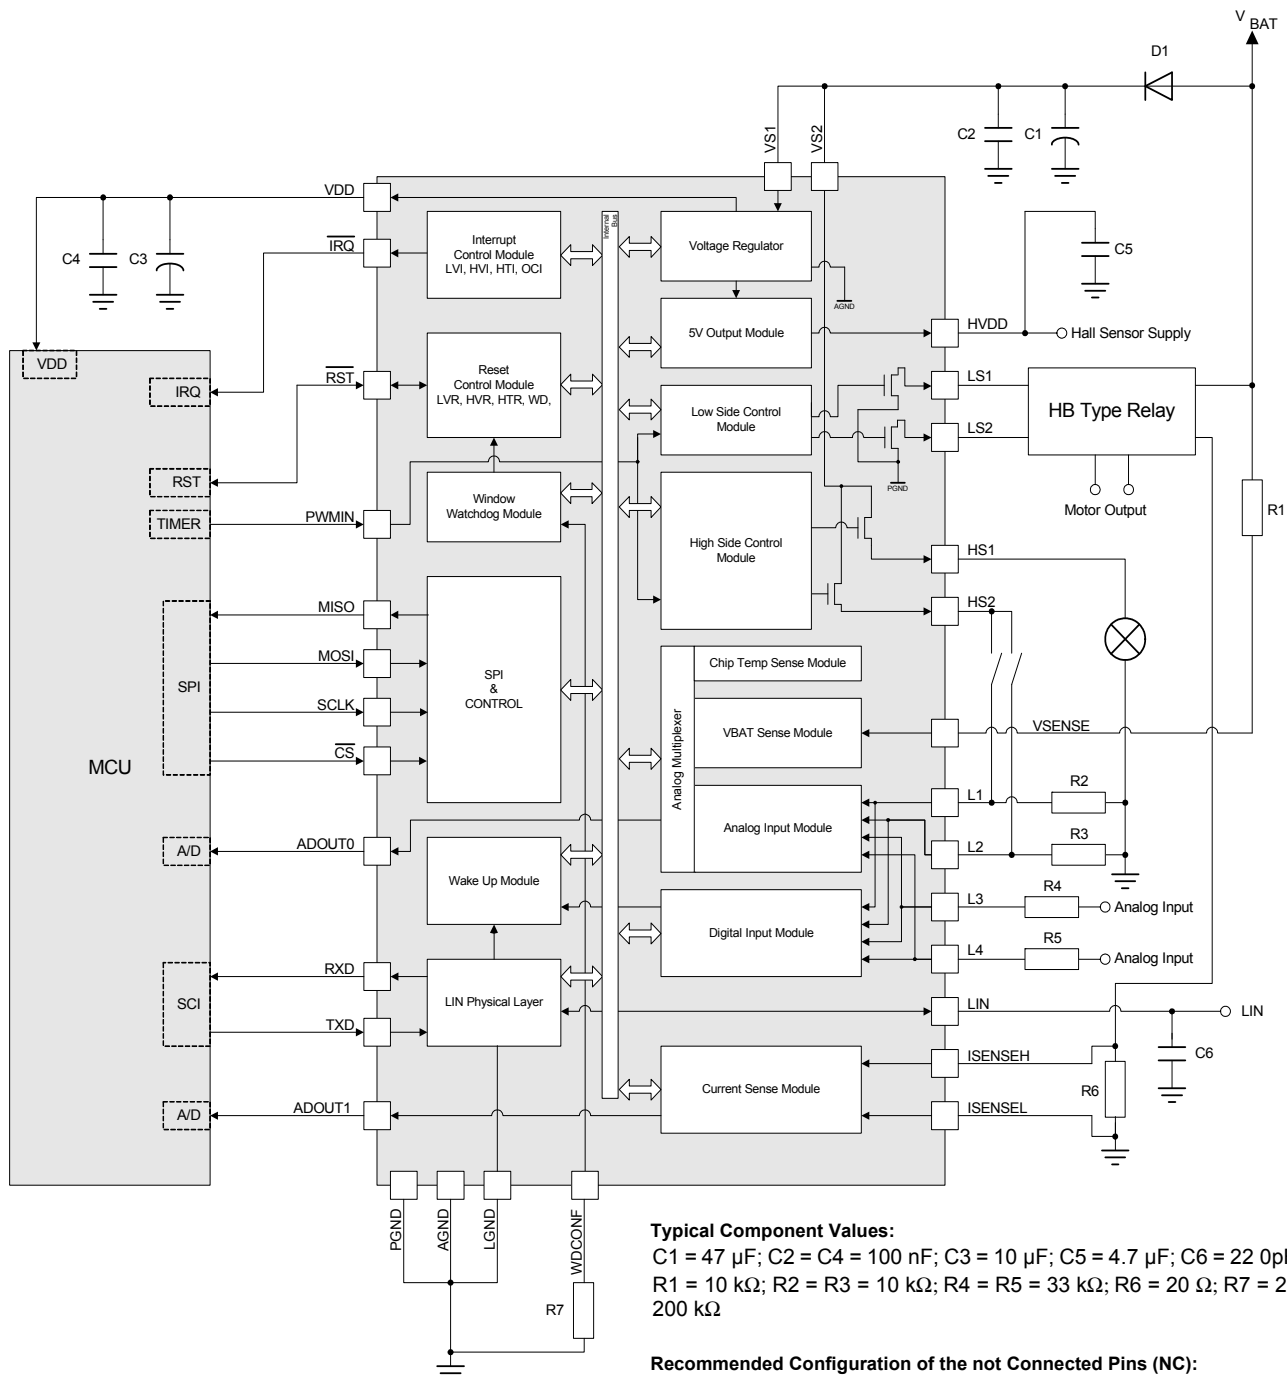 V BAT
D1
VS1
VS2
C2
C1
VDD
C4
C3
IRQ
Interrupt
Control Module
LVI, HVI, HTI, OCI
Internal
Bus
Voltage Regulator
AGND
C5
5V Output Module
HVDD
Hall Sensor Supply
VDD
IRQ
RST
Reset
Control Module
LVR, HVR, HTR, WD,
Low Side Control
Module
LS1
LS2
HB Type Relay
PGND
Motor Output
R1
RST
TIMER
PWMIN
Window
Watchdog Module
High Side Control
Module
HS1
HS2
SPI
MISO
MOSI
SCLK
CS
SPI
&
CONTROL
Analog Multiplexer
Chip Temp Sense Module
VBAT Sense Module
VSENSE
MCU
Analog Input Module
L1
R2
L2
R3
A/D
ADOUT0
Wake Up Module
Digital Input Module
L3
R4
Analog Input
L4
R5
Analog Input
SCI
RXD
TXD
LIN Physical Layer
LIN
LIN
C6
Current Sense Module
ISENSEH
R6
ISENSEL
A/D
ADOUT1
PGND
AGND
LGND
WDCONF
R7
Typical Component Values:
C1 = 47 µF; C2 = C4 = 100 nF; C3 = 10 µF; C5 = 4.7 µF; C6 = 22 0p
R1 = 10 kΩ; R2 = R3 = 10 kΩ; R4 = R5 = 33 kΩ; R6 = 20 Ω; R7 = 2
200 kΩ
Recommended Configuration of the not Connected Pins (NC):